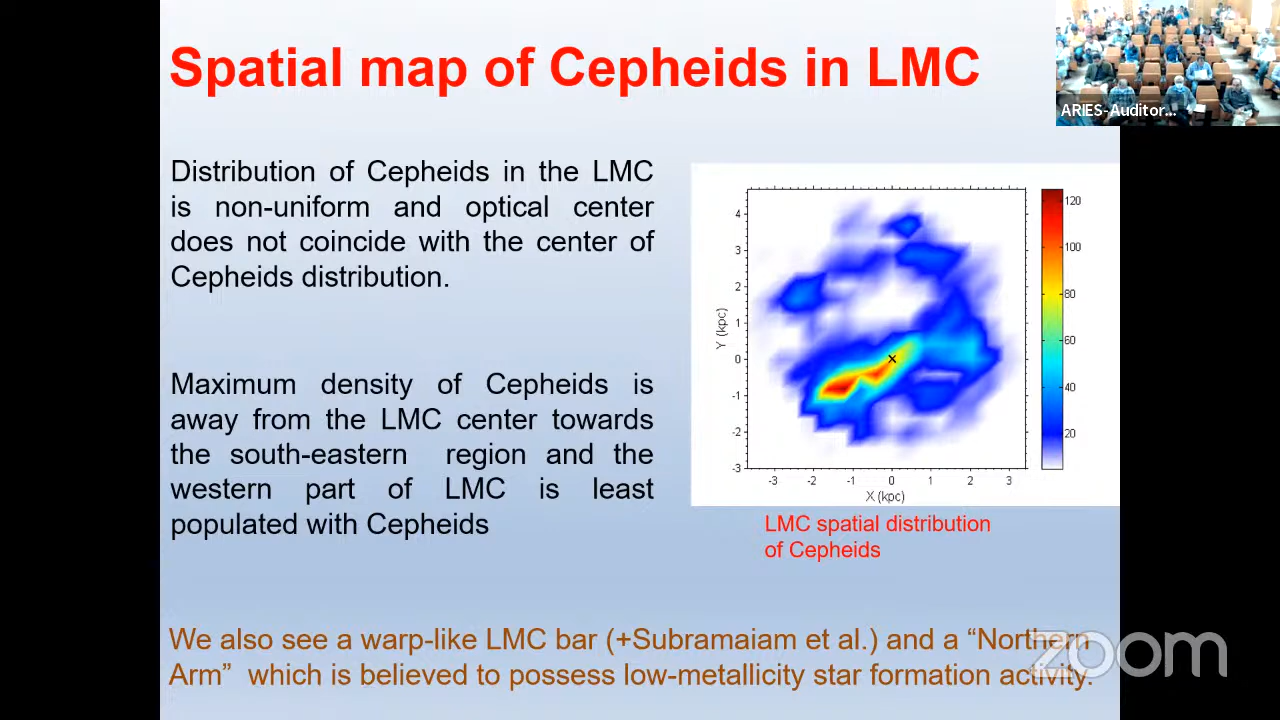 Spatial map of Cepheids in LMC
ARIES-Auditor...
Distribution of Cepheids in the LMC
is non-uniform and optical center
does not coincide with the center of
Cepheids distribution.
Maximum density of Cepheids is
away from the LMC center towards
the south-eastern region and the
western part of LMC is least
populated with Cepheids
4
3
2
1
0
-1
-2
-3
Y (kpc)
-3 -2 -1 0 1 2 3
X (kpc)
120
100
80
60
40
20
LMC spatial distribution
of Cepheids
We also see a warp-like LMC bar (+Subramaiam et al.) and a “Northern
Arm” which is believed to possess low-mepallicity star formation activity.
zoom